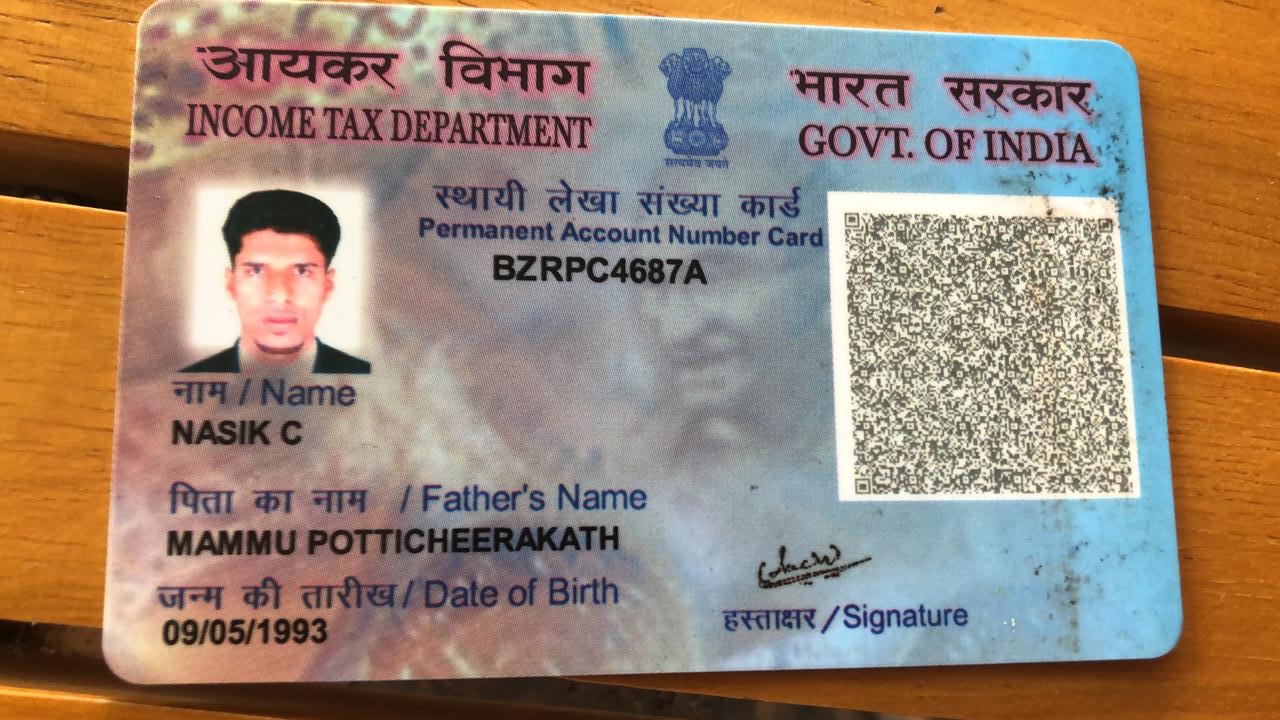 आयकर विभाग
INCOME TAX DEPARTMENT
सत्यमेव जयते
भारत सरकार
GOVT. OF INDIA
स्थायी लेखा संख्या कार्ड
Permanent Account Number Card
BZRPC4687A
नाम / Name
NASIK C
पिता का नाम / Father's Name
MAMMU POTTICHEERAKATH
जन्म की तारीख / Date of Birth
09/05/1993
हस्ताक्षर / Signature